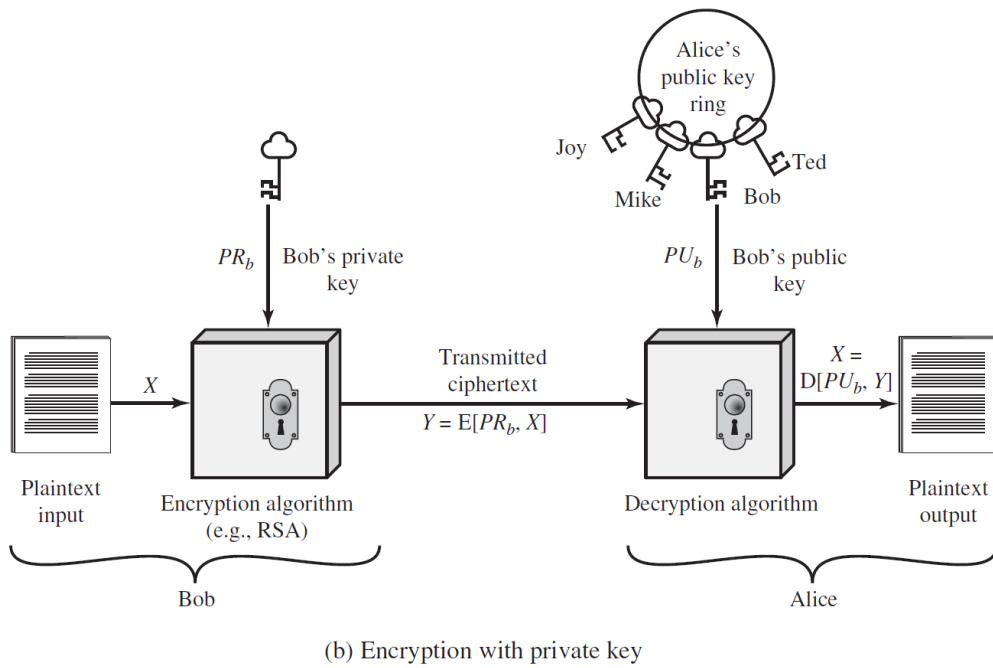 Alice's
public key
ring
Joy
Mike
Bob
Ted
PR_b
Bob's private
key
PU_b
Bob's public
key
X
Transmitted
ciphertext
Y = E[PR_b, X]
X =
D[PU_b, Y]
Plaintext
input
Encryption algorithm
(e.g., RSA)
Decryption algorithm
Plaintext
output
Bob
Alice
(b) Encryption with private key